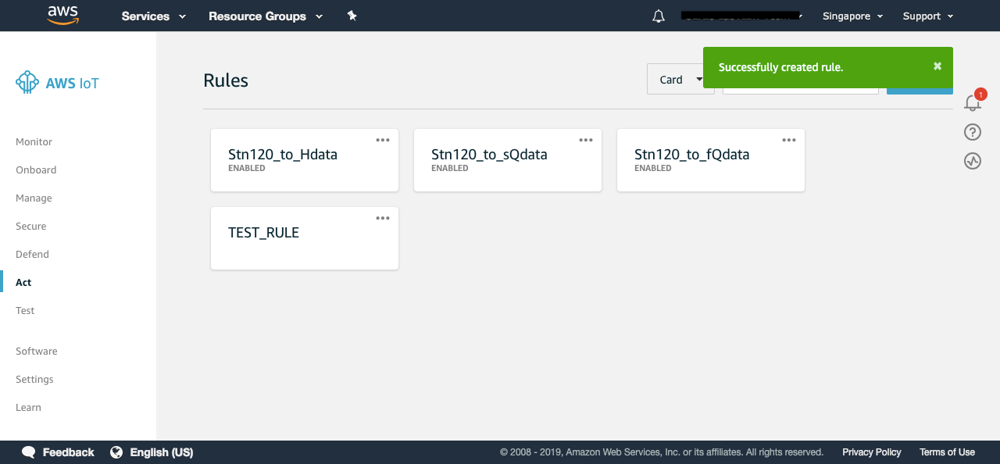 aws
Services
Resource Groups
Singapore
Support
Successfully created rule.
AWS IoT
Rules
Card
1
Monitor
Onboard
Manage
Secure
Defend
Act
Test
Software
Settings
Learn
Stn120_to_Hdata
ENABLED
Stn120_to_sQdata
ENABLED
Stn120_to_fQdata
ENABLED
TEST_RULE
Feedback
English (US)
© 2008 - 2019, Amazon Web Services, Inc. or its affiliates. All rights reserved.
Privacy Policy
Terms of Use